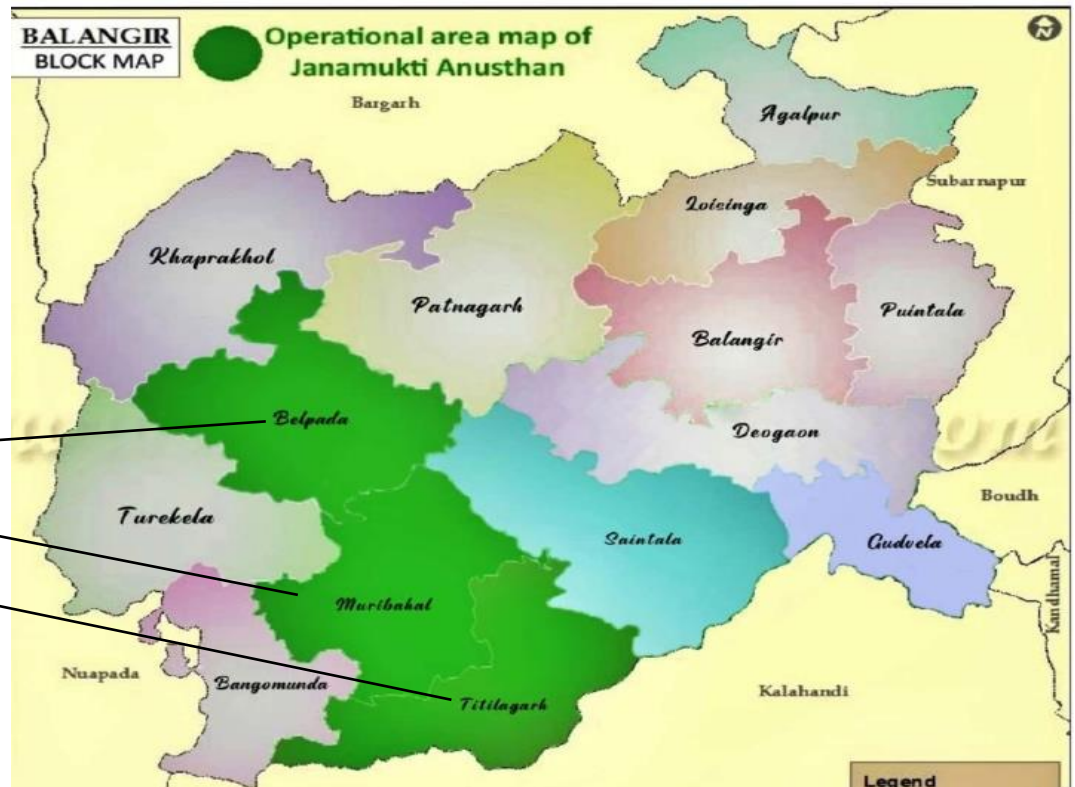 BALANGIR
BLOCK MAP
Operational area map of
Janamukti Anusthan
N
Bargarh
Agalpur
Subarnapur
Loisinga
Khaprakhol
Patnagarh
Puintala
Balangir
Belpada
Deogaon
om
Boudh
Turekela
Saintala
Gudvela
Muribahal
Kandhamal
Nuapada
Bangomunda
Titilagarh
Kalahandi
Legend